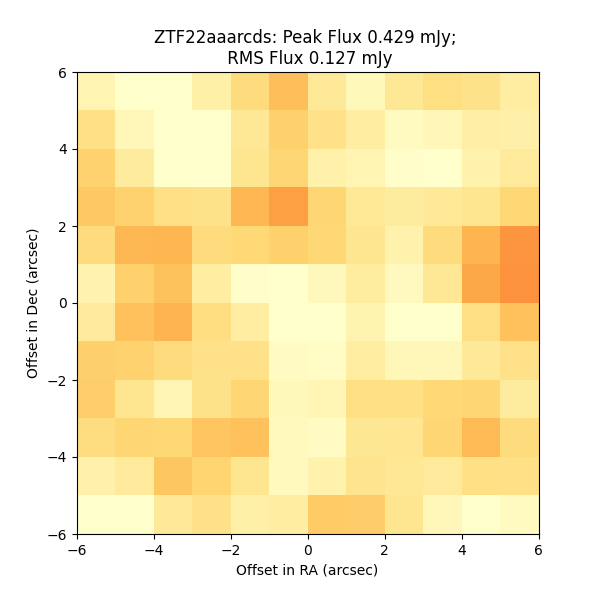 ZTF22aaarcds: Peak Flux 0.429 mJy;
RMS Flux 0.127 mJy
6
4
2
0
−2
−4
−6
Offset in Dec (arcsec)
−6 −4 −2 0 2 4 6
Offset in RA (arcsec)